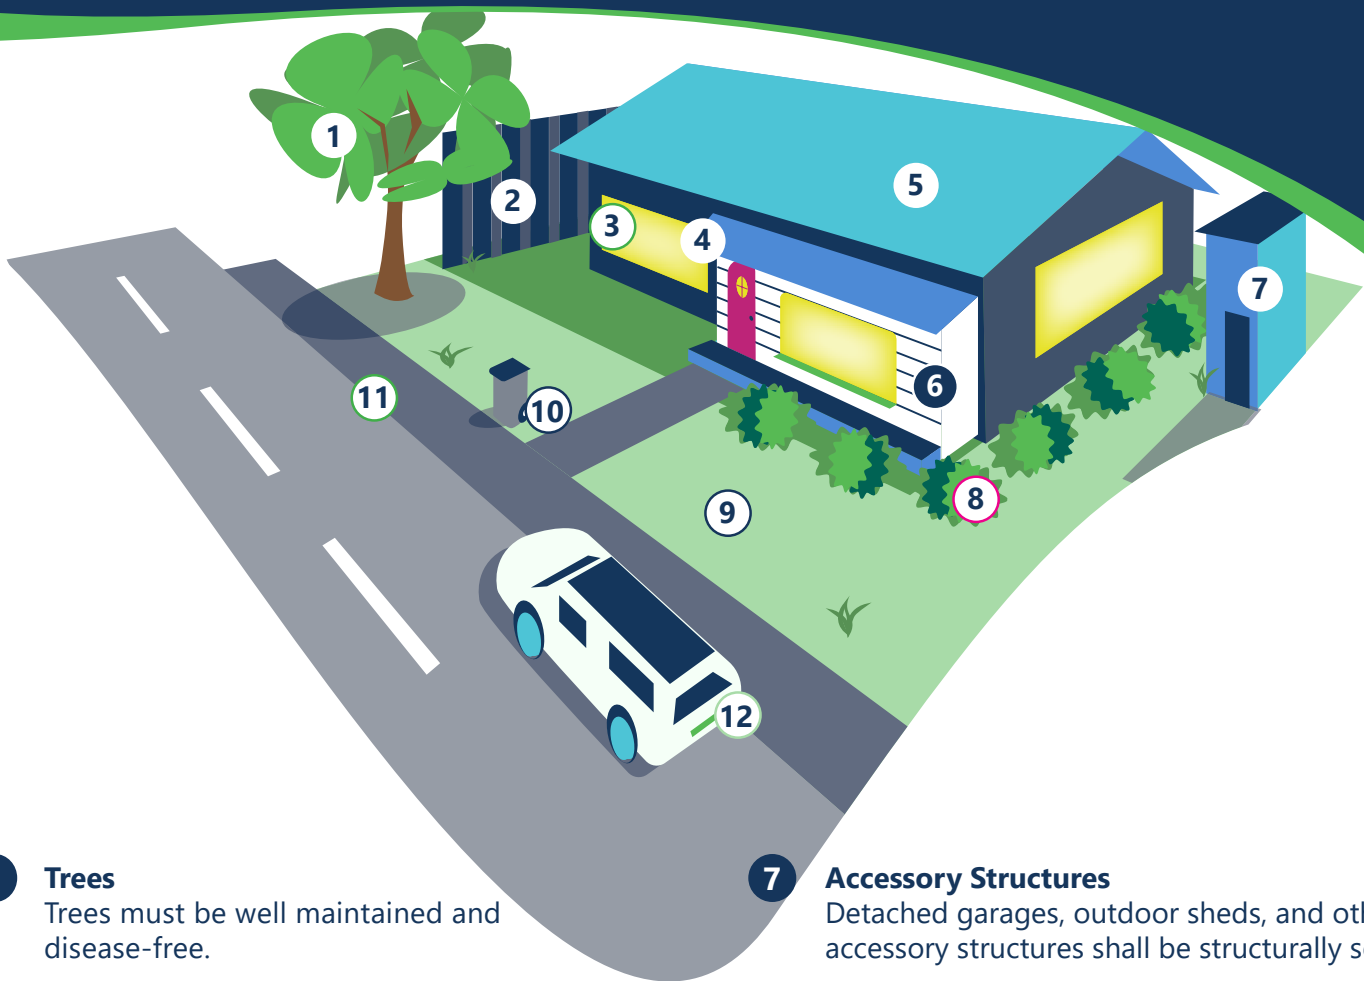 1
2
3
4
5
6
7
8
9
10
11
12
Trees
Trees must be well maintained and
disease-free.
7
Accessory Structures
Detached garages, outdoor sheds, and
accessory structures shall be structurally